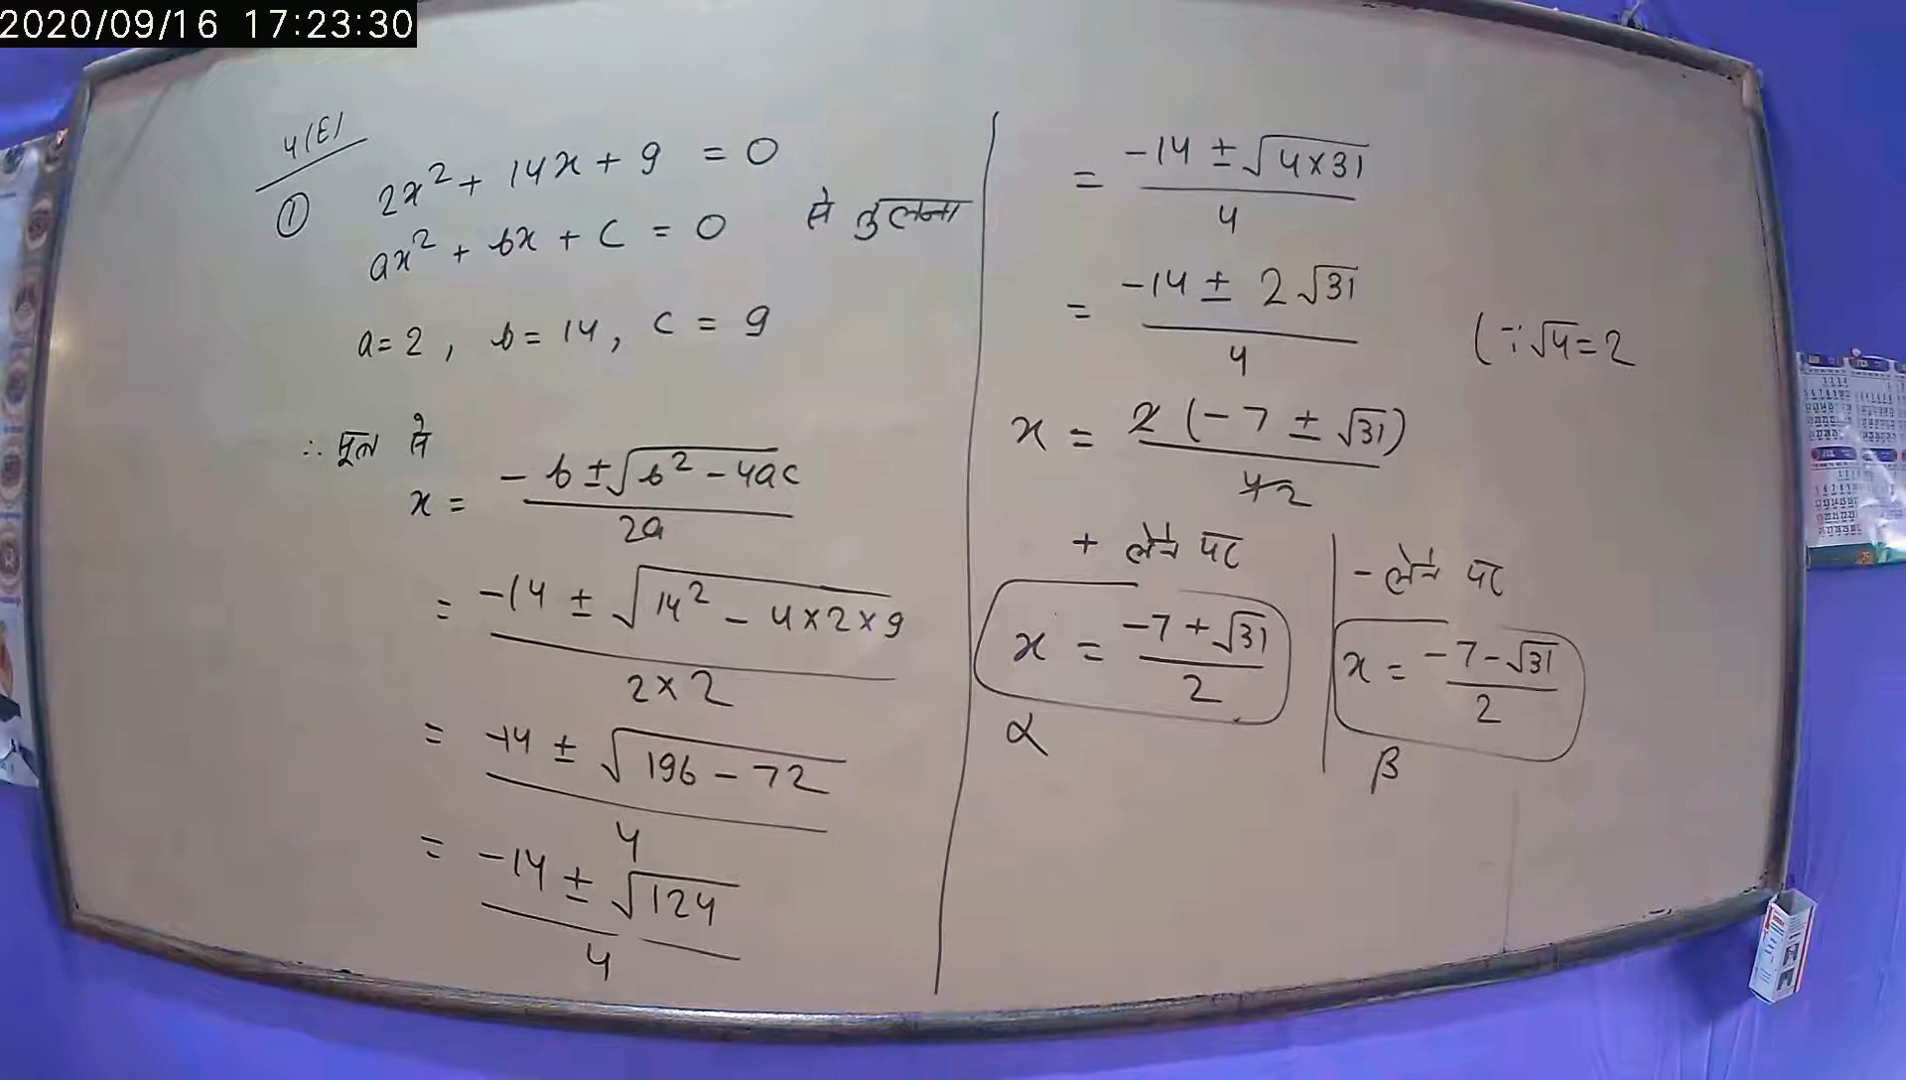 2020/09/16 17:23:30
4(E)
① 2x² + 14x + 9 = 0
ax² + bx + c = 0 से तुलना
a = 2, b = 14, c = 9
∴ मूल से
x = (-b ± √(b² - 4ac)) / 2a
= (-14 ± √(14² - 4×2×9)) / (2×2)
= (-14 ± √(196 - 72)) / 4
= (-14 ± √124) / 4
= (-14 ± √(4×31)) / 4
= (-14 ± 2√31) / 4 (∵√4=2
x = 2(-7 ± √31) / 4 2
+ लेने पर
x = (-7 + √31) / 2
α
- लेने पर
x = (-7 - √31) / 2
β